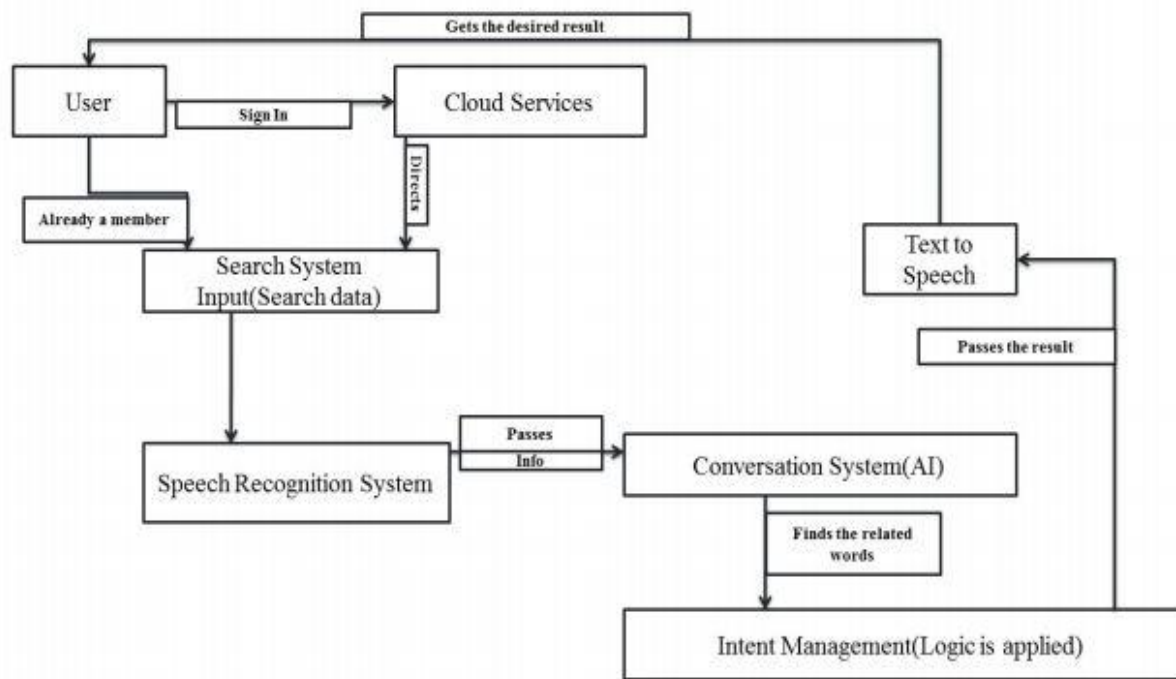 Gets the desired result
User
Sign In
Cloud Services
Directs
Already a member
Search System
Input(Search data)
Text to
Speech
Passes the result
Speech Recognition System
Passes
Info
Conversation System(AI)
Finds the related
words
Intent Management(Logic is applied)